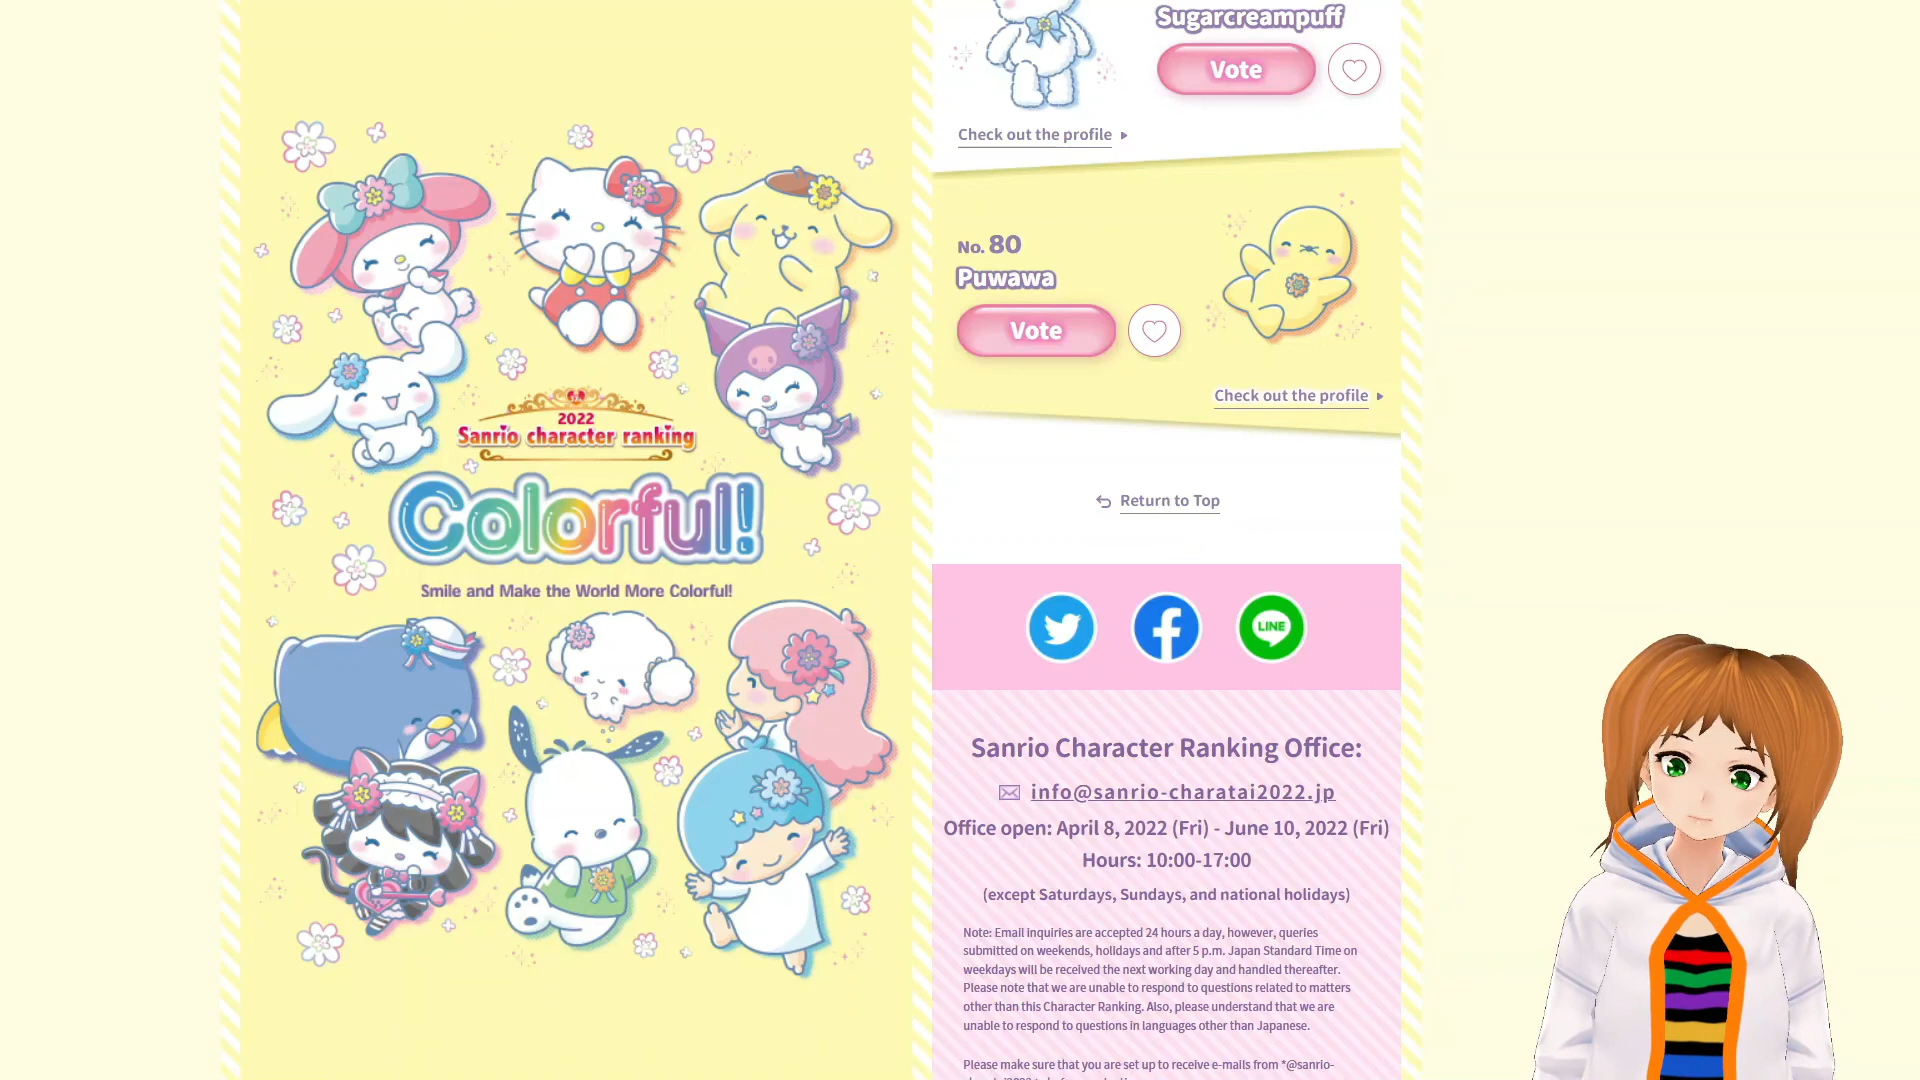 2022
Sanrio character ranking
Colorful!
Smile and Make the World More Colorful!
Sugarcreampuff
Vote
Check out the profile
No. 80
Puwawa
Vote
Check out the profile
Return to Top
LINE
Sanrio Character Ranking Office:
info@sanrio-charatai2022.jp
Office open: April 8, 2022 (Fri) - June 10, 2022 (Fri)
Hours: 10:00-17:00
(except Saturdays, Sundays, and national holidays)
Note: Email inquiries are accepted 24 hours a day, however, queries
submitted on weekends, holidays and after 5 p.m. Japan Standard Time on
weekdays will be received the next working day and handled thereafter.
Please note that we are unable to respond to questions related to matters
other than this Character Ranking. Also, please understand that we are
unable to respond to questions in languages other than Japanese.
Please make sure that you are set up to receive e-mails from *@sanrio-